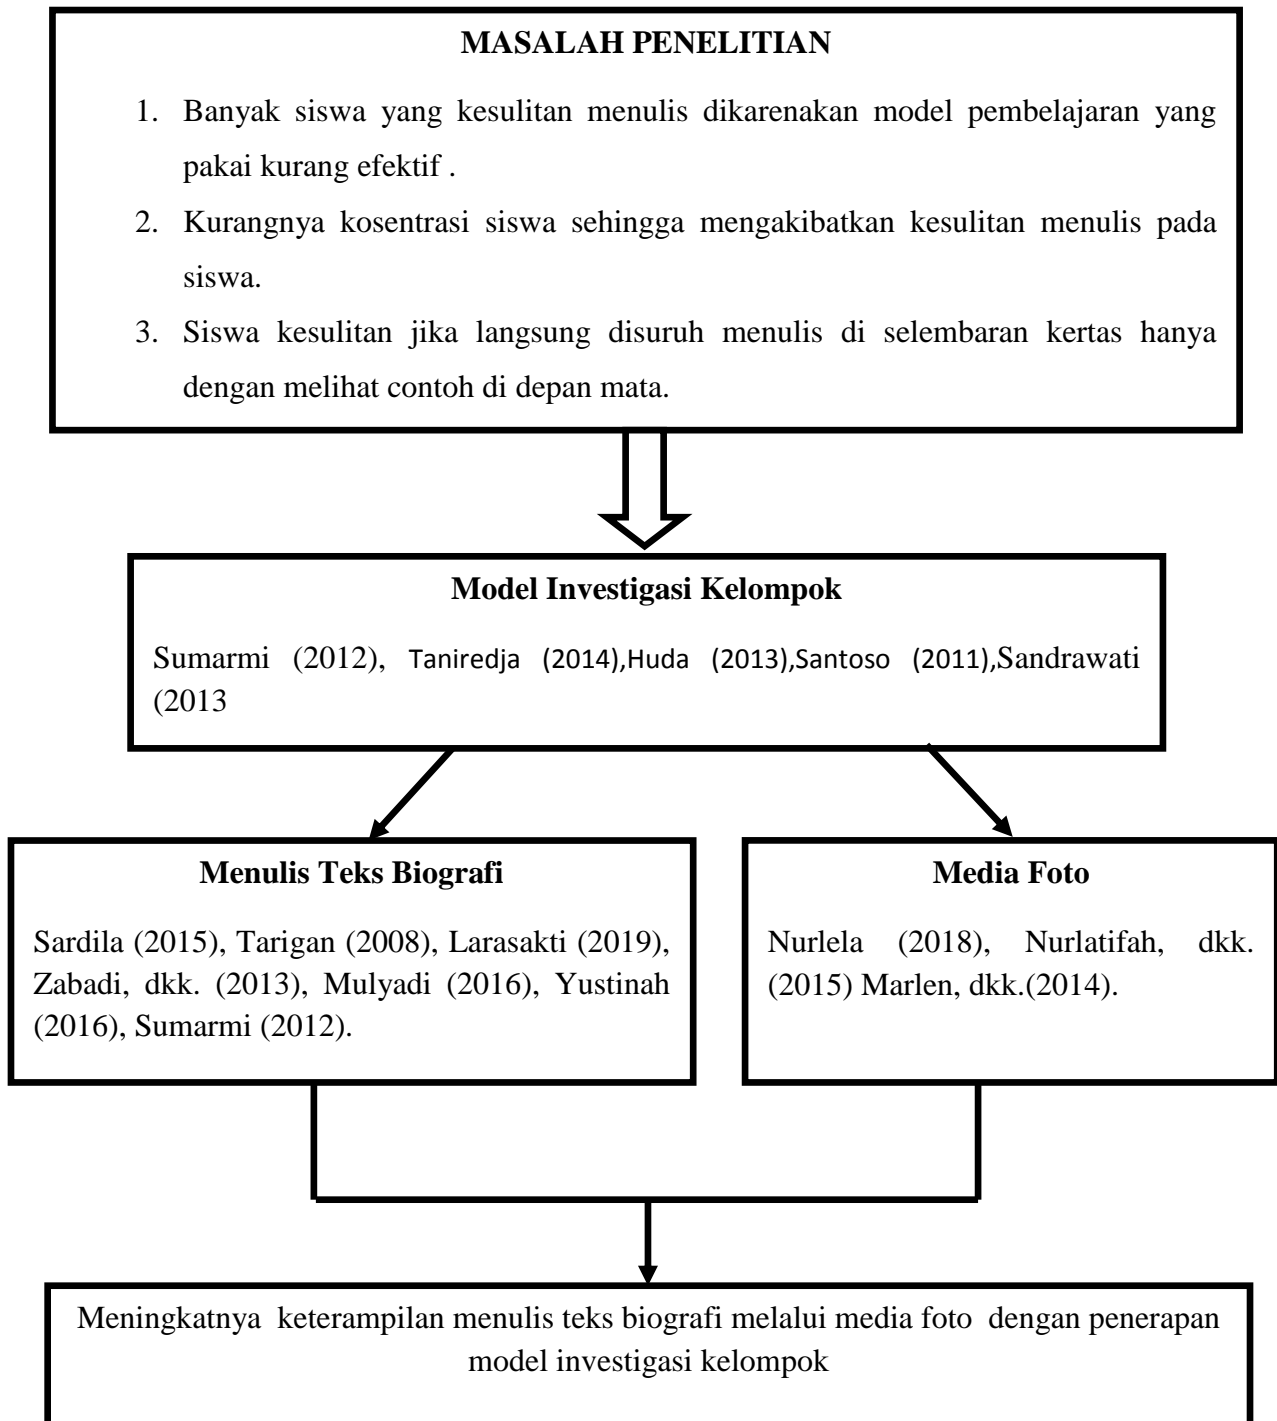 MASALAH PENELITIAN
1. Banyak siswa yang kesulitan menulis dikarenakan model pembelajaran yang
pakai kurang efektif .
2. Kurangnya kosentrasi siswa sehingga mengakibatkan kesulitan menulis pada
siswa.
3. Siswa kesulitan jika langsung disuruh menulis di selembaran kertas hanya
dengan melihat contoh di depan mata.
Model Investigasi Kelompok
Sumarmi (2012), Taniredja (2014),Huda (2013),Santoso (2011),Sandrawati
(2013
Menulis Teks Biografi
Sardila (2015), Tarigan (2008), Larasakti (2019),
Zabadi, dkk. (2013), Mulyadi (2016), Yustinah
(2016), Sumarmi (2012).
Media Foto
Nurlela (2018), Nurlatifah, dkk.
(2015) Marlen, dkk.(2014).
Meningkatnya keterampilan menulis teks biografi melalui media foto dengan penerapan
model investigasi kelompok